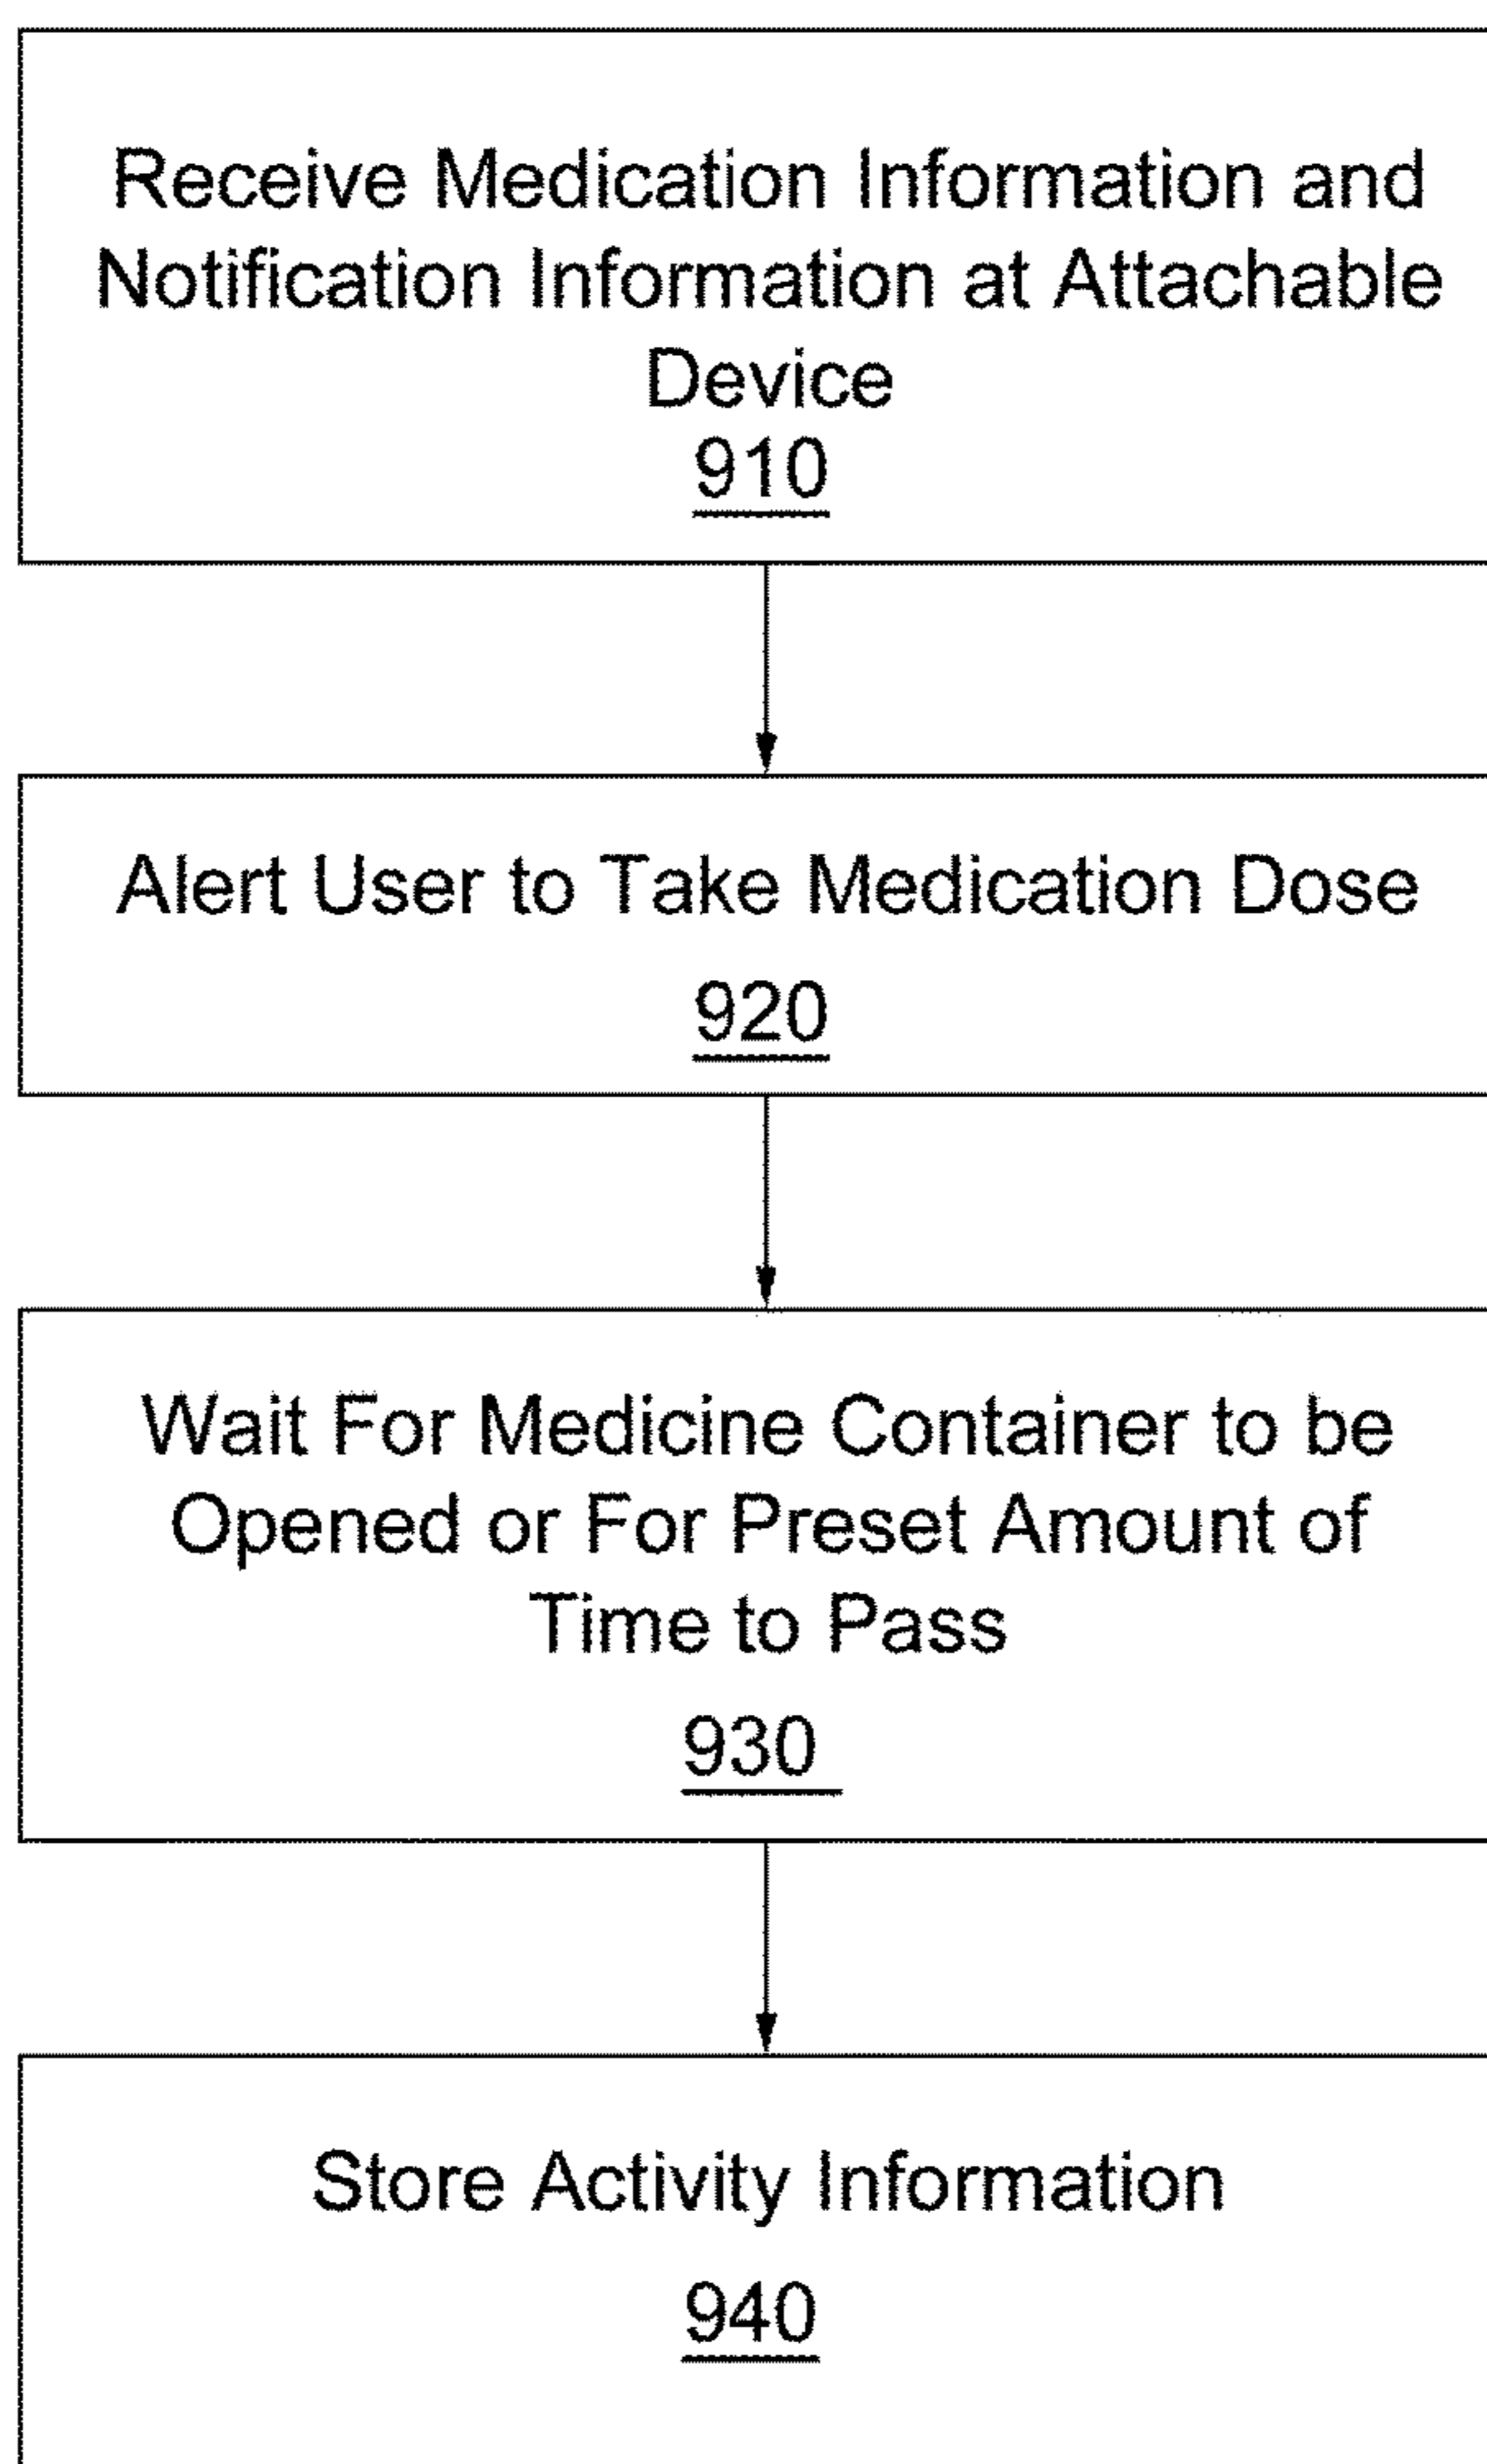 Receive Medication Information and
Notification Information at Attachable
Device
910
Alert User to Take Medication Dose
920
Wait For Medicine Container to be
Opened or For Preset Amount of
Time to Pass
930
Store Activity Information
940